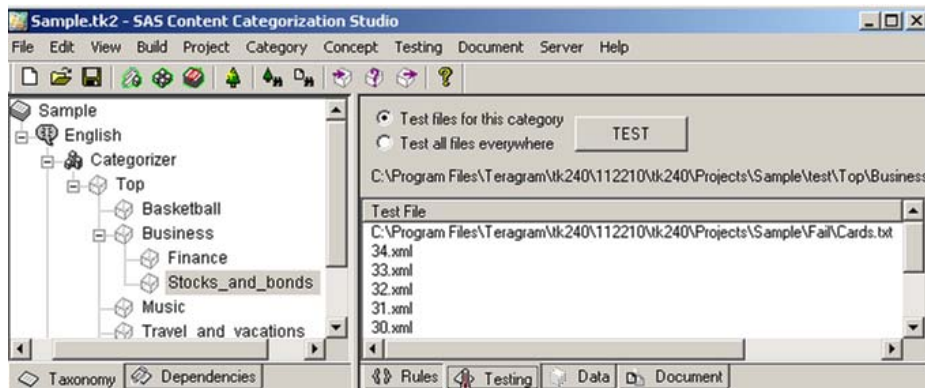 Sample.tk2 - SAS Content Categorization Studio
File Edit View Build Project Category Concept Testing Document Server Help
Sample
English
Categorizer
Top
Basketball
Business
Finance
Stocks_and_bonds
Music
Travel and vacations
Taxonomy Dependencies
Test files for this category
Test all files everywhere
TEST
C:\Program Files\Teragram\tk240\112210\tk240\Projects\Sample\test\Top\Business
Test File
C:\Program Files\Teragram\tk240\112210\tk240\Projects\Sample\Fail\Cards.txt
34.xml
33.xml
32.xml
31.xml
30.xml
Rules Testing Data Document